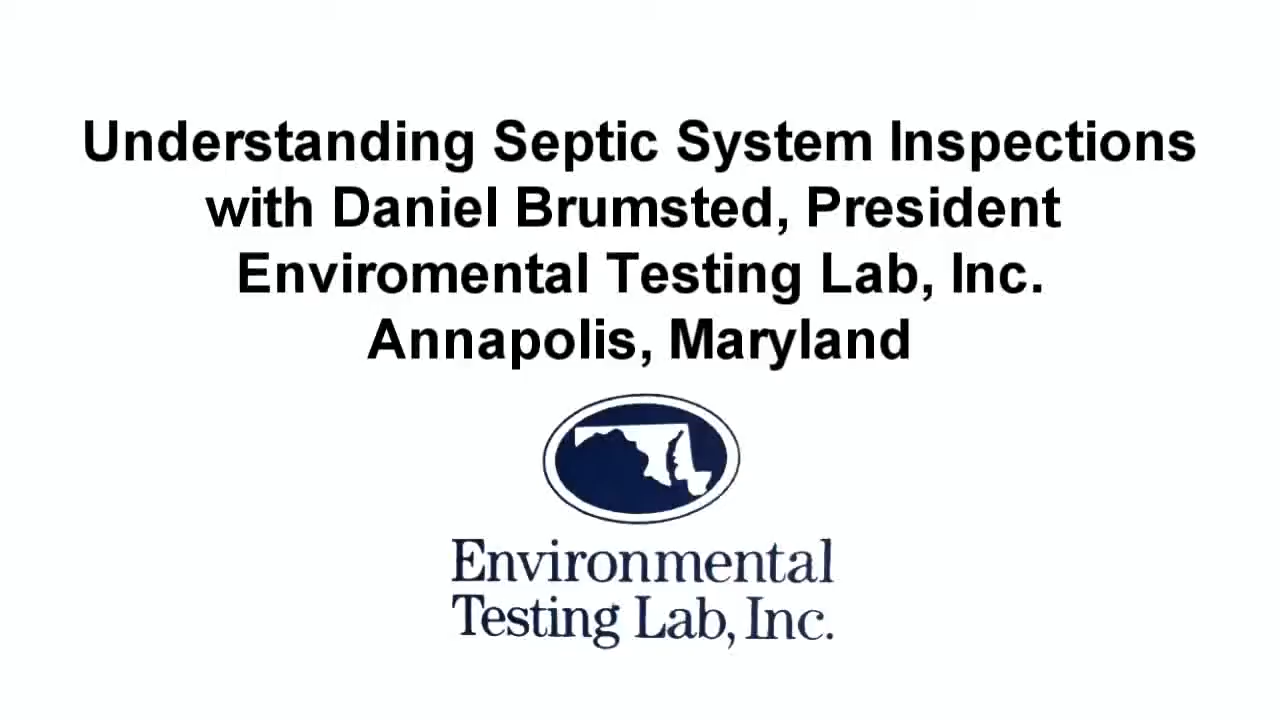 Understanding Septic System Inspections
with Daniel Brumsted, President
Enviromental Testing Lab, Inc.
Annapolis, Maryland
Environmental
Testing Lab, Inc.